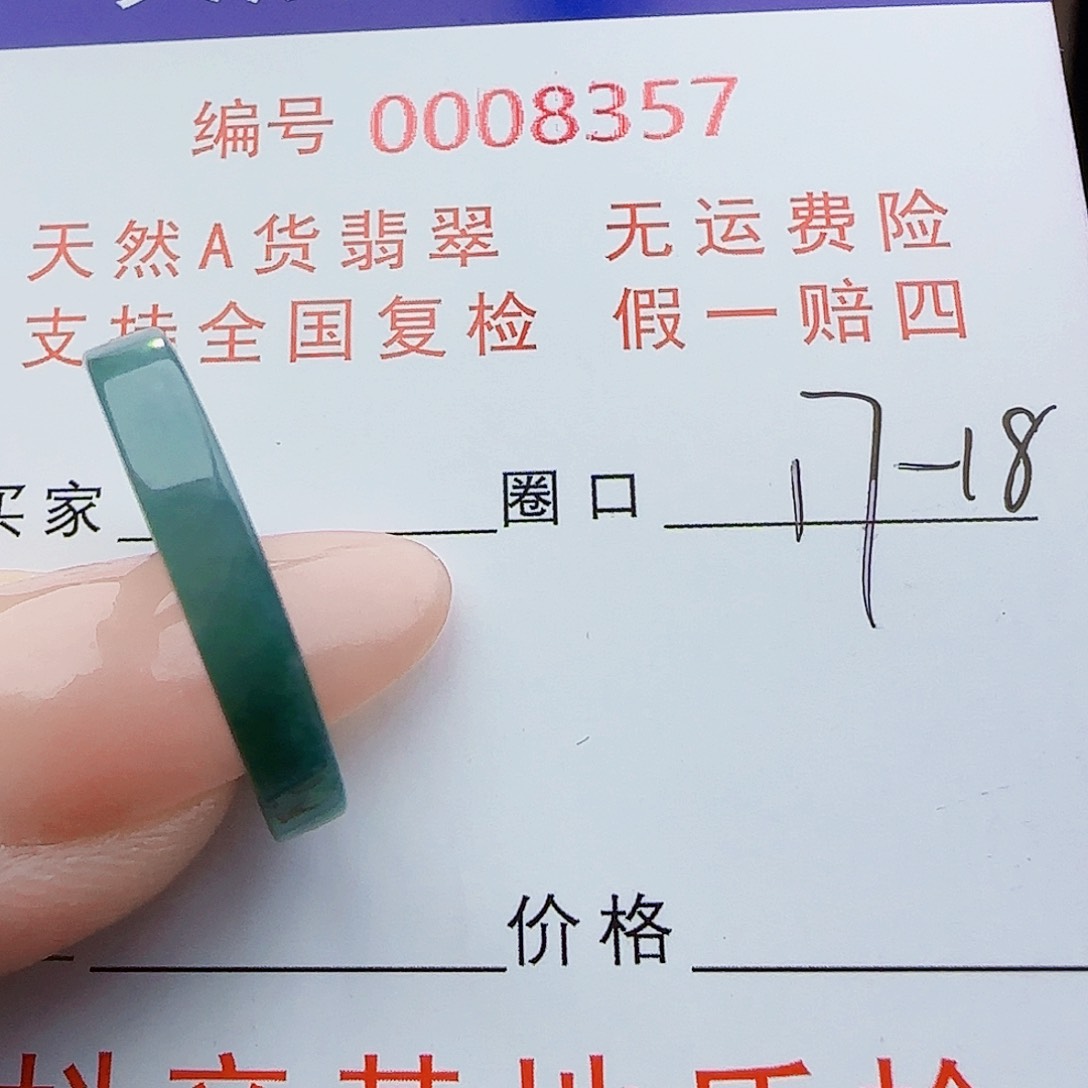 编号 0008357
天然A货翡翠 无运费险
支持全国复检 假一赔四
买家 圈口 17-18
价格